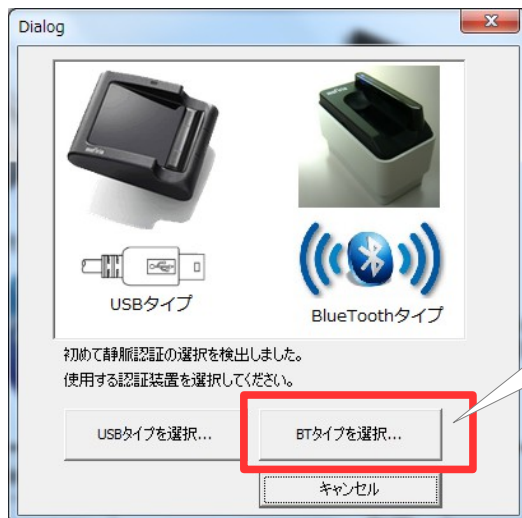 Dialog
USBタイプ
BlueToothタイプ
初めて静脈認証の選択を検出しました。
使用する認証装置を選択してください。
USBタイプを選択...
BTタイプを選択...
キャンセル